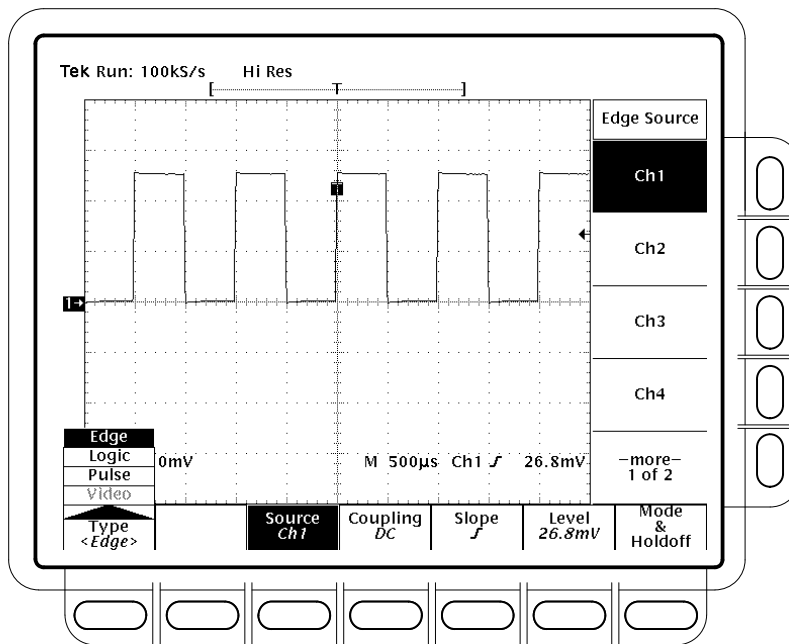 Tek Run: 100kS/s Hi Res
[ T ]
Edge Source
Ch1
Ch2
Ch3
Ch4
–more–
1 of 2
1→
Edge
Logic
Pulse
Video
0mV M 500µs Ch1 26.8mV
Type
<Edge>
Source
Ch1
Coupling
DC
Slope
Level
26.8mV
Mode
&
Holdoff